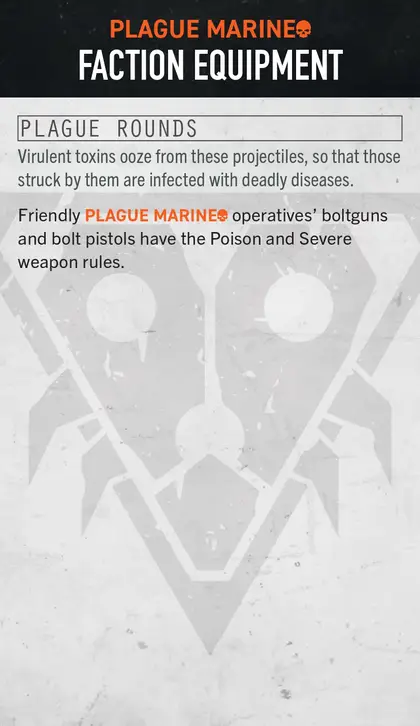 PLAGUE MARINE
FACTION EQUIPMENT
PLAGUE ROUNDS
Virulent toxins ooze from these projectiles, so that those
struck by them are infected with deadly diseases.
Friendly PLAGUE MARINE operatives’ boltguns
and bolt pistols have the Poison and Severe
weapon rules.